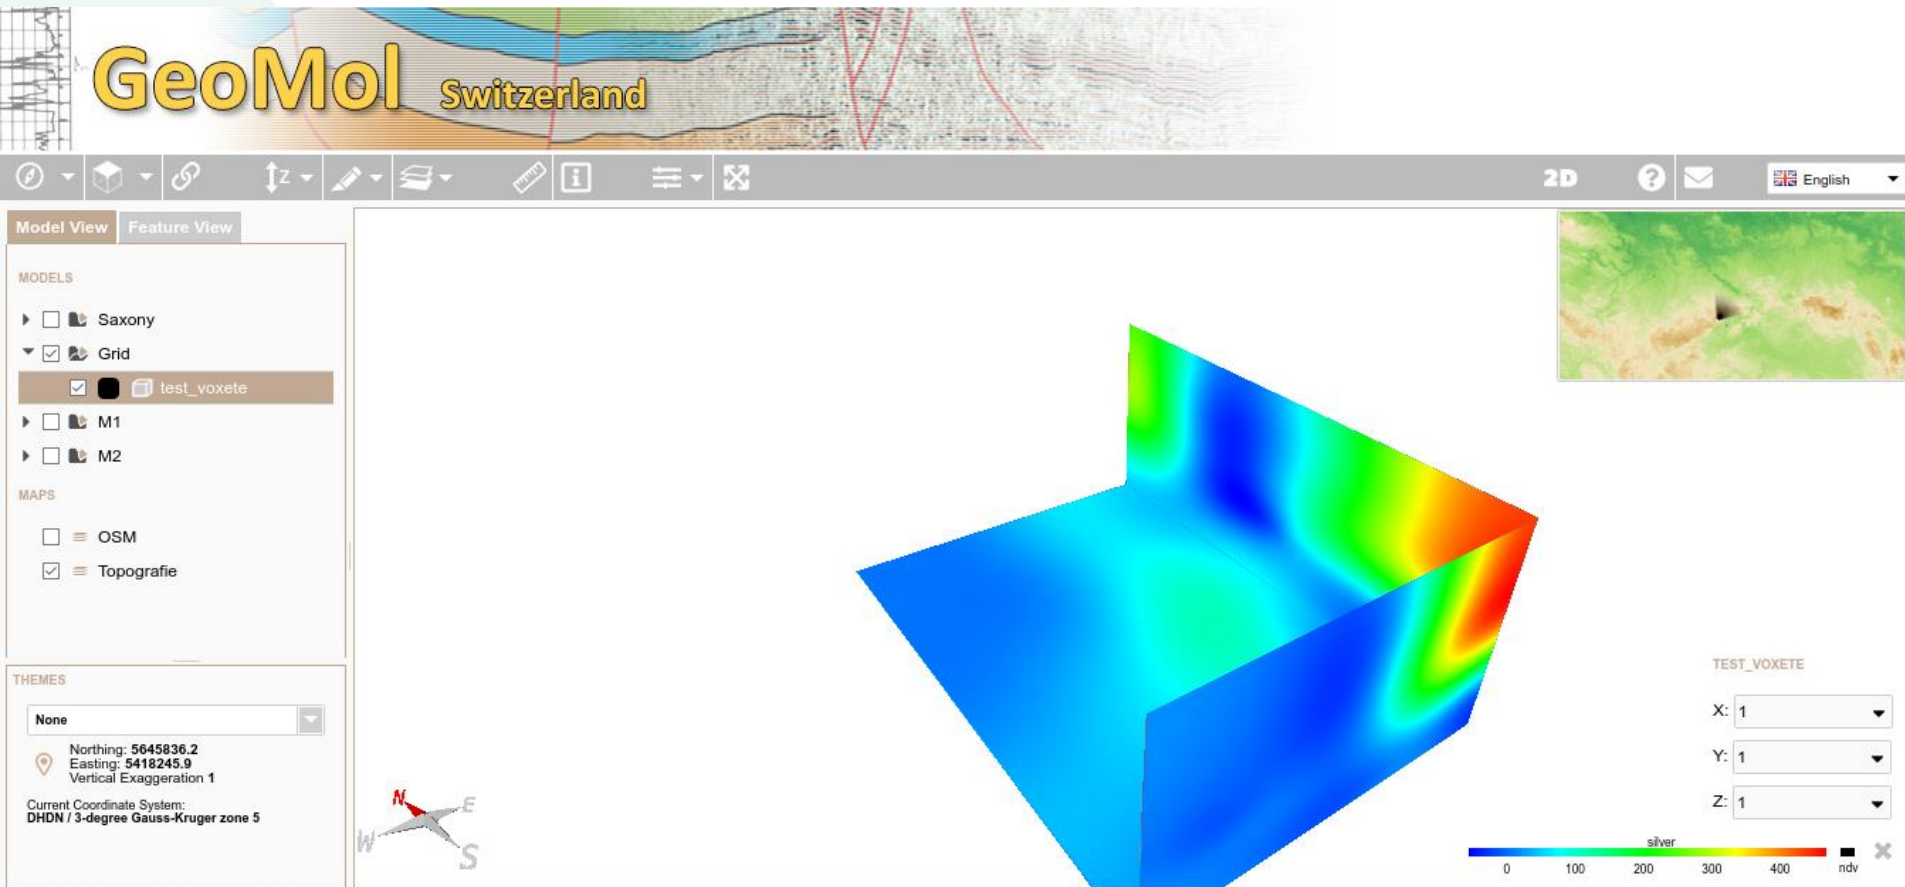 GeoMol Switzerland
Z
2D
?
English
Model View
Feature View
MODELS
Saxony
Grid
test_voxete
M1
M2
MAPS
OSM
Topografie
THEMES
None
Northing: 5645836.2
Easting: 5418245.9
Vertical Exaggeration 1
Current Coordinate System:
DHDN / 3-degree Gauss-Kruger zone 5
N
E
W
S
TEST_VOXETE
X: 1
Y: 1
Z: 1
silver
0 100 200 300 400 ndv